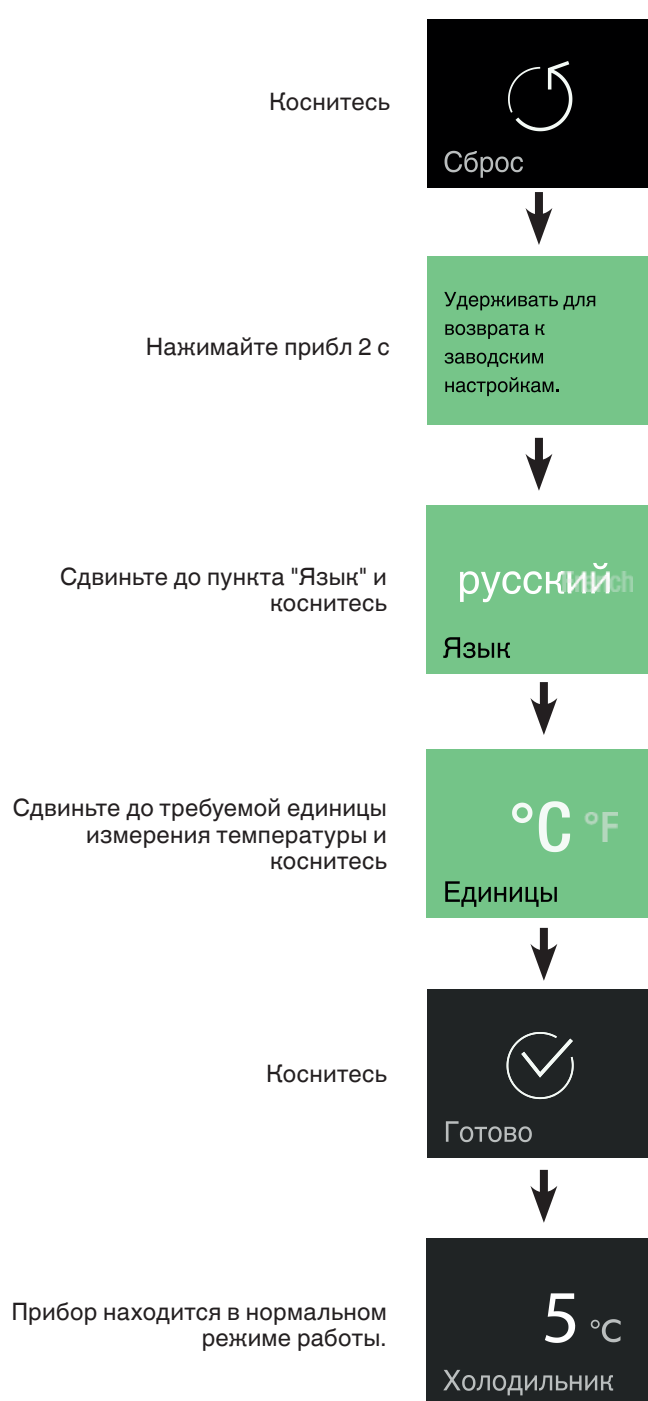 Коснитесь
Сброс
Нажимайте прибл 2 с
Удерживать для
возврата к
заводским
настройкам.
Сдвиньте до пункта "Язык" и
коснитесь
русский
Язык
Сдвиньте до требуемой единицы
измерения температуры и
коснитесь
°C °F
Единицы
Коснитесь
Готово
Прибор находится в нормальном
режиме работы.
5 °C
Холодильник